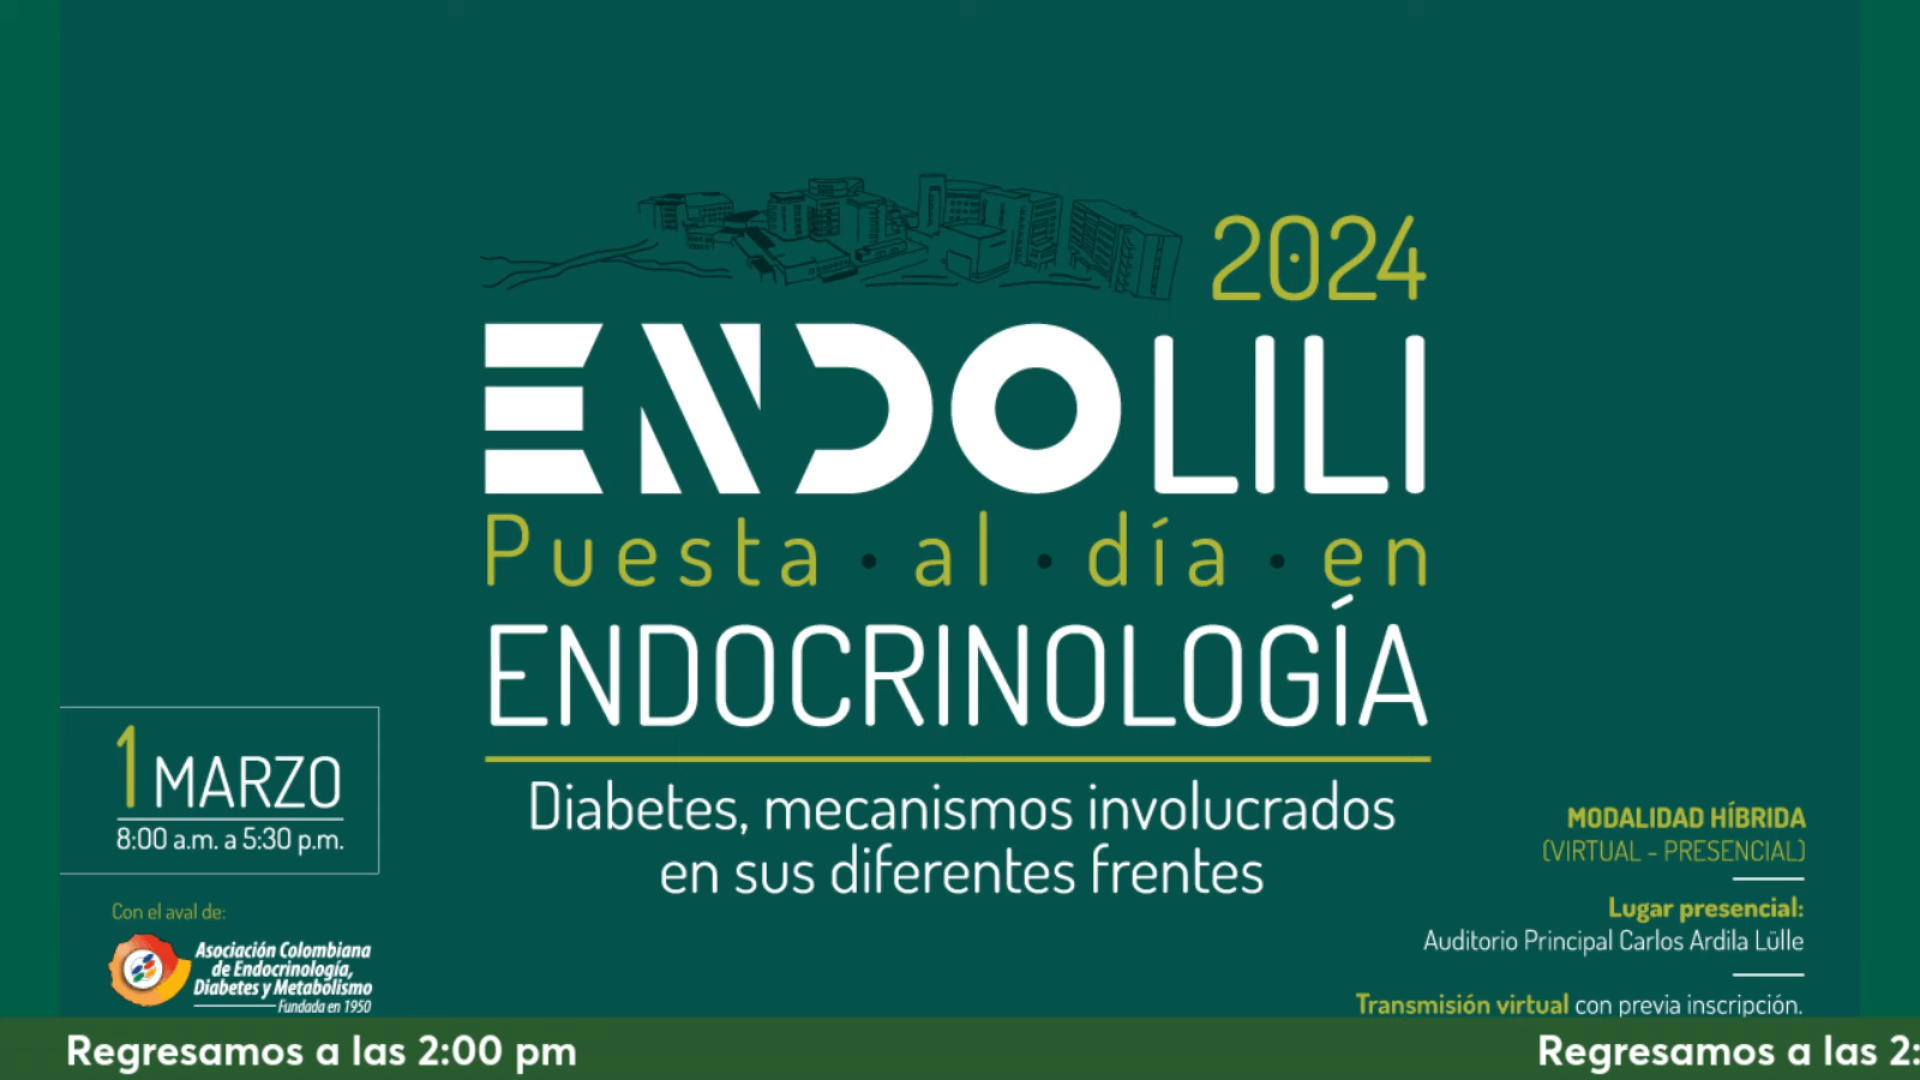 2024
ENDOLILI
Puesta · al · día · en
ENDOCRINOLOGÍA
Diabetes, mecanismos involucrados
en sus diferentes frentes
1 MARZO
8:00 a.m. a 5:30 p.m.
Con el aval de:
Asociación Colombiana
de Endocrinología,
Diabetes y Metabolismo
Fundada en 1950
MODALIDAD HÍBRIDA
(VIRTUAL - PRESENCIAL)
Lugar presencial:
Auditorio Principal Carlos Ardila Lülle
Transmisión virtual con previa inscripción.
Regresamos a las 2:00 pm
Regresamos a las 2: